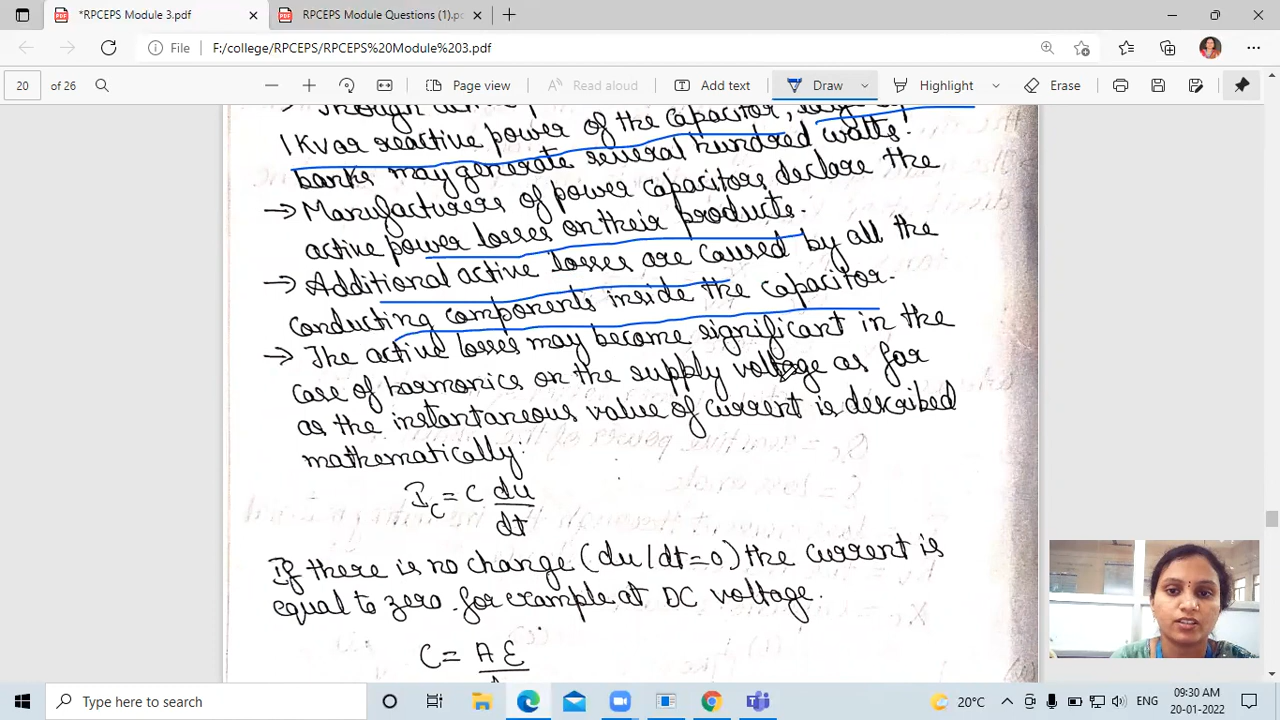 *RPCEPS Module 3.pdf
RPCEPS Module Questions (1).p
File
F:/college/RPCEPS/RPCEPS%20Module%203.pdf
20 of 26
Page view
Read aloud
Add text
Draw
Highlight
Erase
1 Kvar reactive power of the capacitor,
banks may generate several hundred watts.
→ Manufacturers of power capacitors declare the
active power losses on their products.
→ Additional active losses are caused by all the
conducting components inside the capacitor.
→ The active losses may become significant in the
case of harmonics on the supply voltage as far
as the instantaneous value of current is described
mathematically:
Ic = C du/dt
If there is no change (du/dt=0) the current is
equal to zero. for example at DC voltage.
C = Aε
Type here to search
20°C
ENG
09:30 AM
20-01-2022